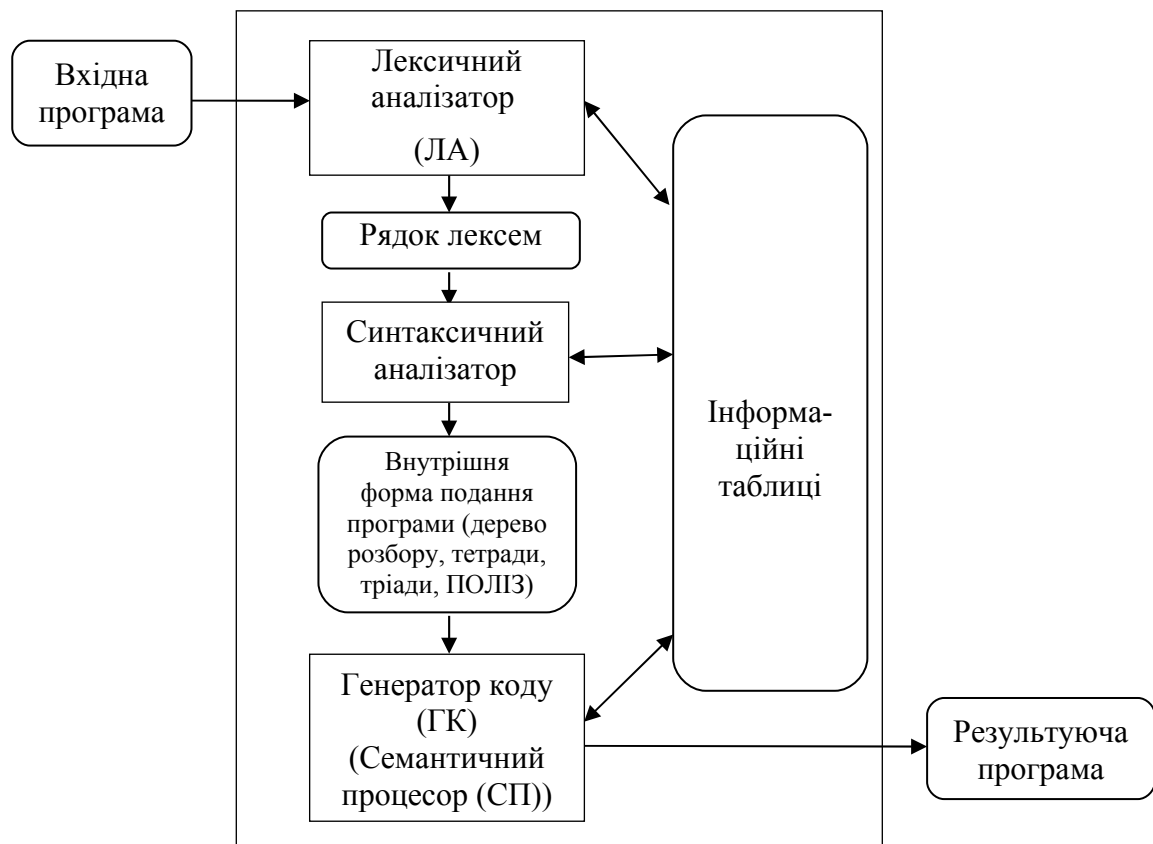 Вхідна
програма
Лексичний
аналізатор
(ЛА)
Рядок лексем
Синтаксичний
аналізатор
Внутрішня
форма подання
програми (дерево
розбору, тетради,
тріади, ПОЛІЗ)
Генератор коду
(ГК)
(Семантичний
процесор (СП))
Інформа-
ційні
таблиці
Результуюча
програма